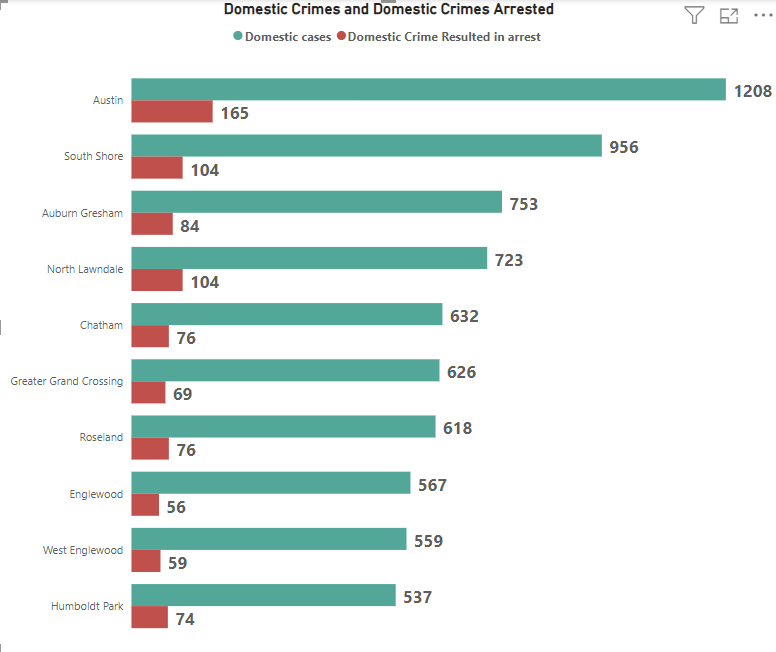 Domestic Crimes and Domestic Crimes Arrested
Domestic cases Domestic Crime Resulted in arrest
Austin 1208
165
South Shore 956
104
Auburn Gresham 753
84
North Lawndale 723
104
Chatham 632
76
Greater Grand Crossing 626
69
Roseland 618
76
Englewood 567
56
West Englewood 559
59
Humboldt Park 537
74